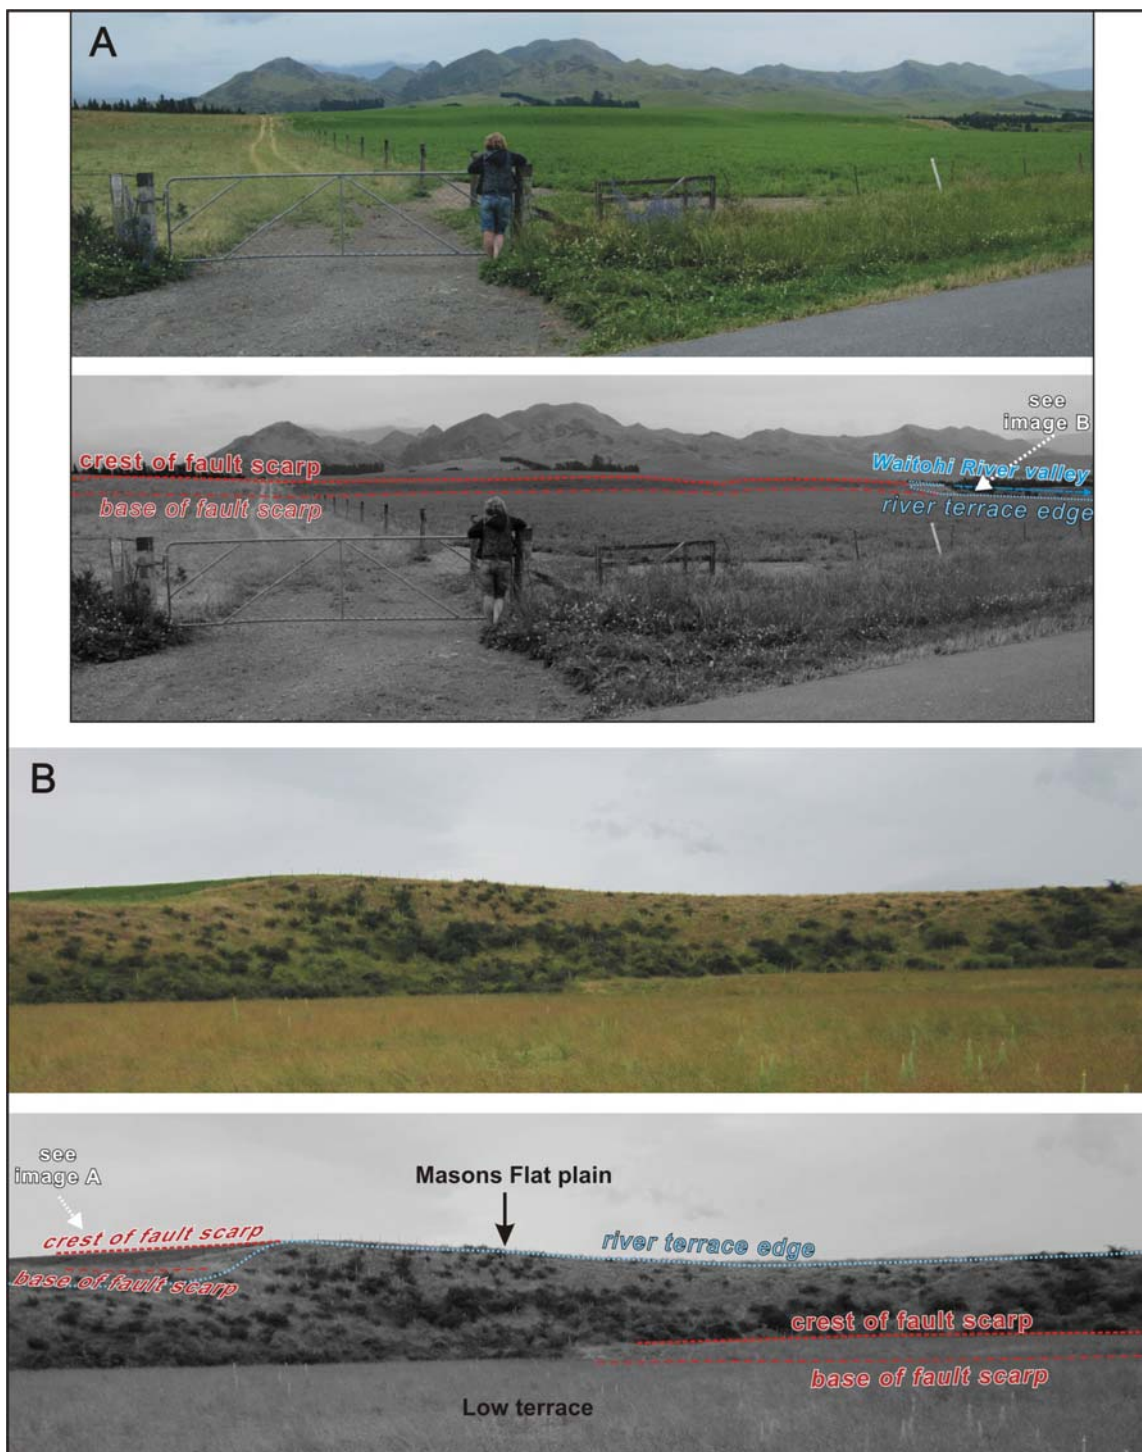 A
see
image B
crest of fault scarp
Waitohi River valley
base of fault scarp
river terrace edge
B
see
image A
Masons Flat plain
crest of fault scarp
river terrace edge
base of fault scarp
crest of fault scarp
base of fault scarp
Low terrace